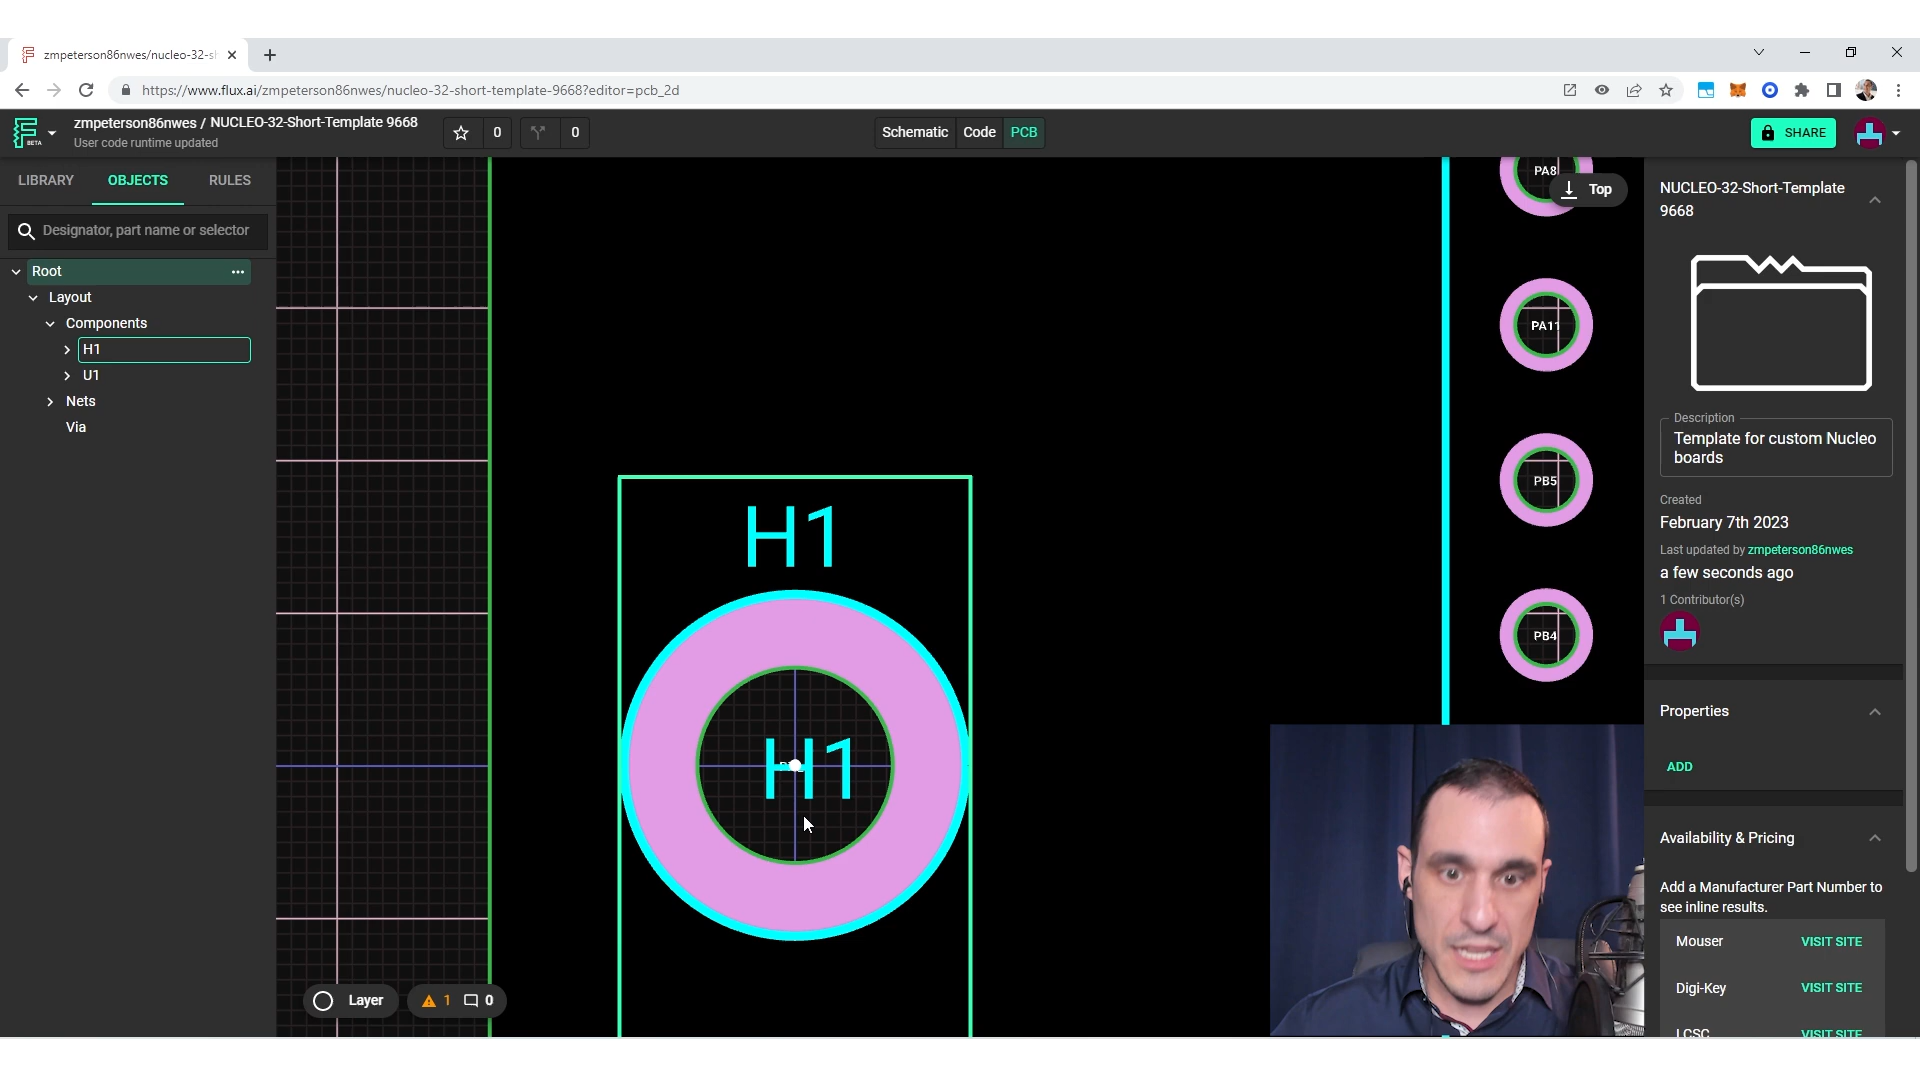 zmpeterson86nwes/nucleo-32-sh
https://www.flux.ai/zmpeterson86nwes/nucleo-32-short-template-9668?editor=pcb_2d
BETA
zmpeterson86nwes / NUCLEO-32-Short-Template 9668
User code runtime updated
0
0
Schematic
Code
PCB
SHARE
LIBRARY
OBJECTS
RULES
Designator, part name or selector
Root
Layout
Components
H1
U1
Nets
Via
H1
H1
Layer
1
0
PA8
PA11
PB5
PB4
Top
NUCLEO-32-Short-Template
9668
Description
Template for custom Nucleo
boards
Created
February 7th 2023
Last updated by zmpeterson86nwes
a few seconds ago
1 Contributor(s)
Properties
ADD
Availability & Pricing
Add a Manufacturer Part Number to
see inline results.
Mouser VISIT SITE
Digi-Key VISIT SITE
LCSC VISIT SITE